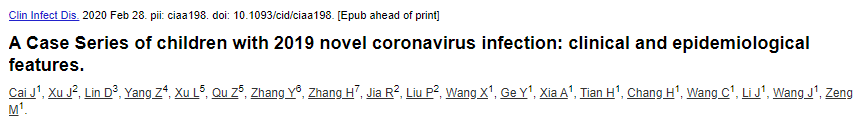 Clin Infect Dis. 2020 Feb 28. pii: ciaa198. doi: 10.1093/cid/ciaa198. [Epub ahead of print]
A Case Series of children with 2019 novel coronavirus infection: clinical and epidemiological
features.
Cai J1, Xu J2, Lin D3, Yang Z4, Xu L5, Qu Z5, Zhang Y6, Zhang H7, Jia R2, Liu P2, Wang X1, Ge Y1, Xia A1, Tian H1, Chang H1, Wang C1, Li J1, Wang J1, Zeng
M1.